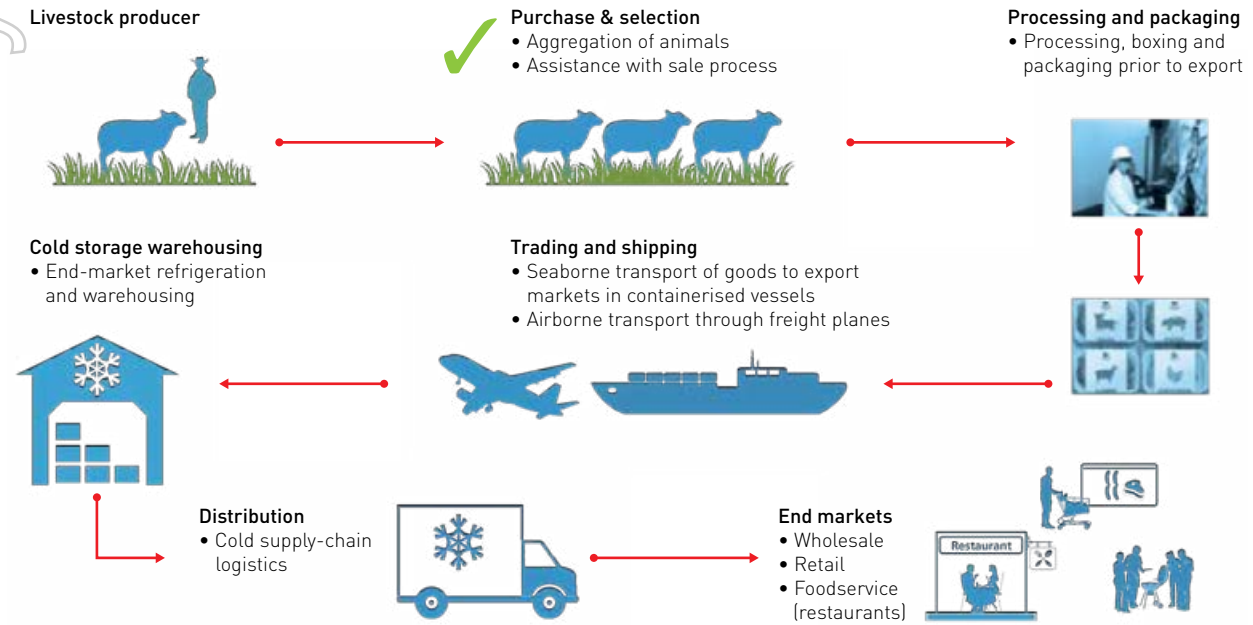 Livestock producer
Purchase & selection
• Aggregation of animals
• Assistance with sale process
Processing and packaging
• Processing, boxing and
packaging prior to export
Cold storage warehousing
• End-market refrigeration
and warehousing
Trading and shipping
• Seaborne transport of goods to export
markets in containerised vessels
• Airborne transport through freight planes
Distribution
• Cold supply-chain
logistics
End markets
• Wholesale
• Retail
• Foodservice
(restaurants)
Restaurant